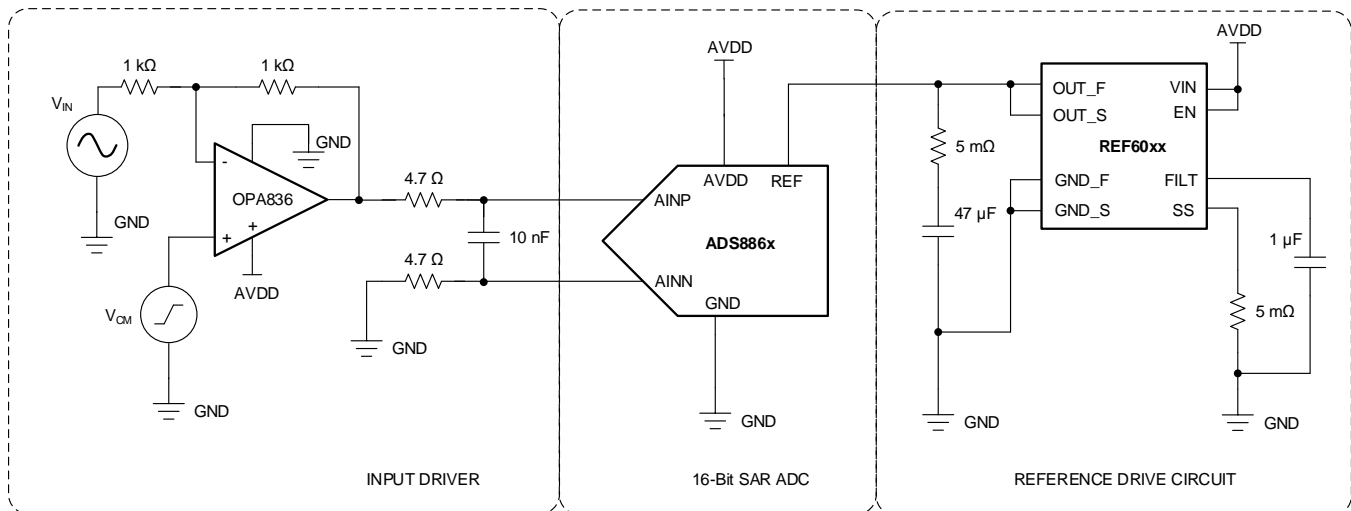 1 kΩ
1 kΩ
V_IN
GND
-
OPA836
+
+
GND
AVDD
V_CM
GND
4.7 Ω
10 nF
4.7 Ω
GND
INPUT DRIVER
AVDD
AVDD
REF
AINP
ADS886x
AINN
GND
GND
16-Bit SAR ADC
AVDD
OUT_F
VIN
OUT_S
EN
REF60xx
GND_F
FILT
GND_S
SS
5 mΩ
47 µF
1 µF
5 mΩ
GND
GND
REFERENCE DRIVE CIRCUIT